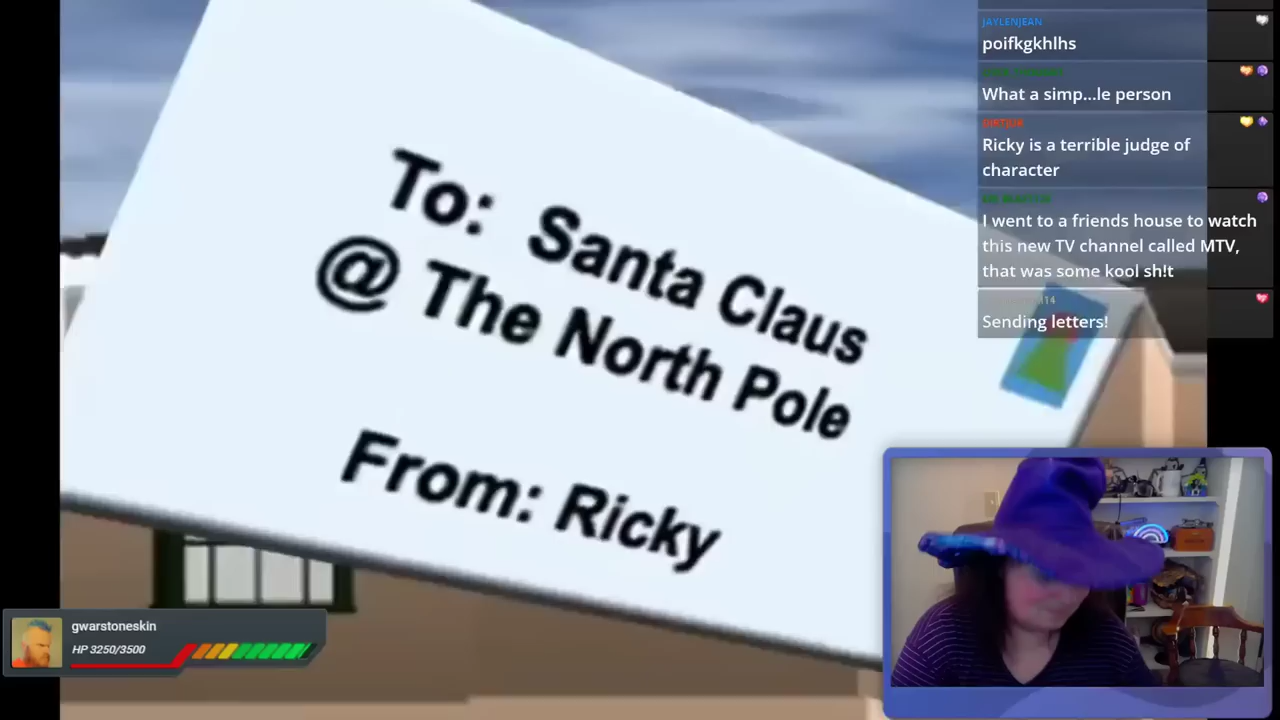 To: Santa Claus
@ The North Pole
From: Ricky
JAYLENJEAN
poifkgkhlhs
What a simp...le person
Ricky is a terrible judge of
character
I went to a friends house to watch
this new TV channel called MTV,
that was some kool sh!t
Sending letters!
gwarstoneskin
HP 3250/3500